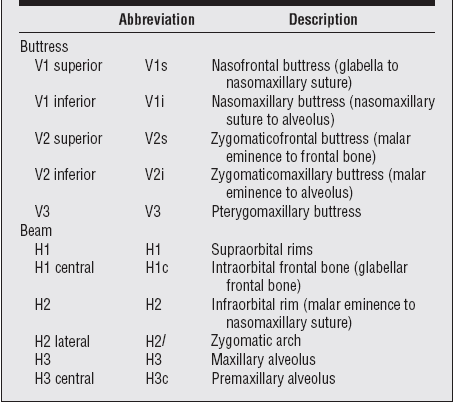 Abbreviation Description
Buttress
V1 superior V1s Nasofrontal buttress (glabella to
nasomaxillary suture)
V1 inferior V1i Nasomaxillary buttress (nasomaxillary
suture to alveolus)
V2 superior V2s Zygomaticofrontal buttress (malar
eminence to frontal bone)
V2 inferior V2i Zygomaticomaxillary buttress (malar
eminence to alveolus)
V3 V3 Pterygomaxillary buttress
Beam
H1 H1 Supraorbital rims
H1 central H1c Intraorbital frontal bone (glabellar
frontal bone)
H2 H2 Infraorbital rim (malar eminence to
nasomaxillary suture)
H2 lateral H2l Zygomatic arch
H3 H3 Maxillary alveolus
H3 central H3c Premaxillary alveolus